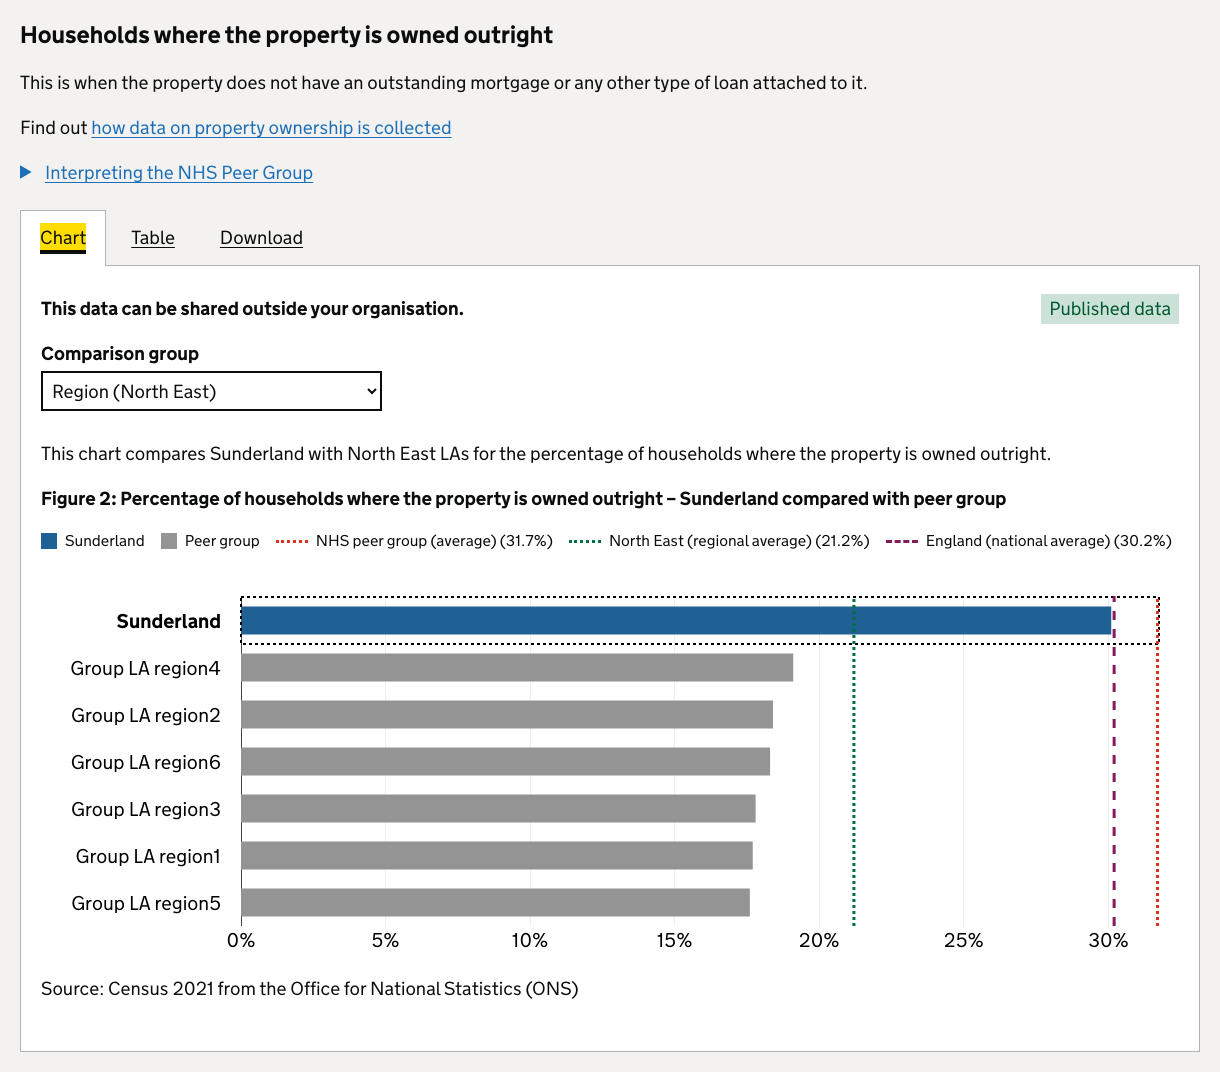 Households where the property is owned outright
This is when the property does not have an outstanding mortgage or any other type of loan attached to it.
Find out how data on property ownership is collected
Interpreting the NHS Peer Group
Chart Table Download
This data can be shared outside your organisation. Published data
Comparison group
Region (North East)
This chart compares Sunderland with North East LAs for the percentage of households where the property is owned outright.
Figure 2: Percentage of households where the property is owned outright – Sunderland compared with peer group
Sunderland Peer group NHS peer group (average) (31.7%) North East (regional average) (21.2%) England (national average) (30.2%)
Sunderland
Group LA region4
Group LA region2
Group LA region6
Group LA region3
Group LA region1
Group LA region5
0% 5% 10% 15% 20% 25% 30%
Source: Census 2021 from the Office for National Statistics (ONS)